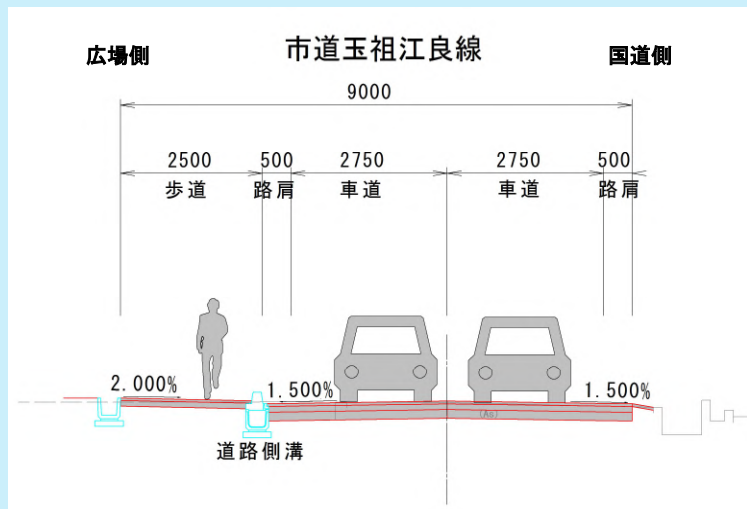 市道玉祖江良線
広場側
国道側
9000
2500
500
2750
2750
500
歩道
路肩
車道
車道
路肩
2.000%
1.500%
1.500%
(As)
道路側溝